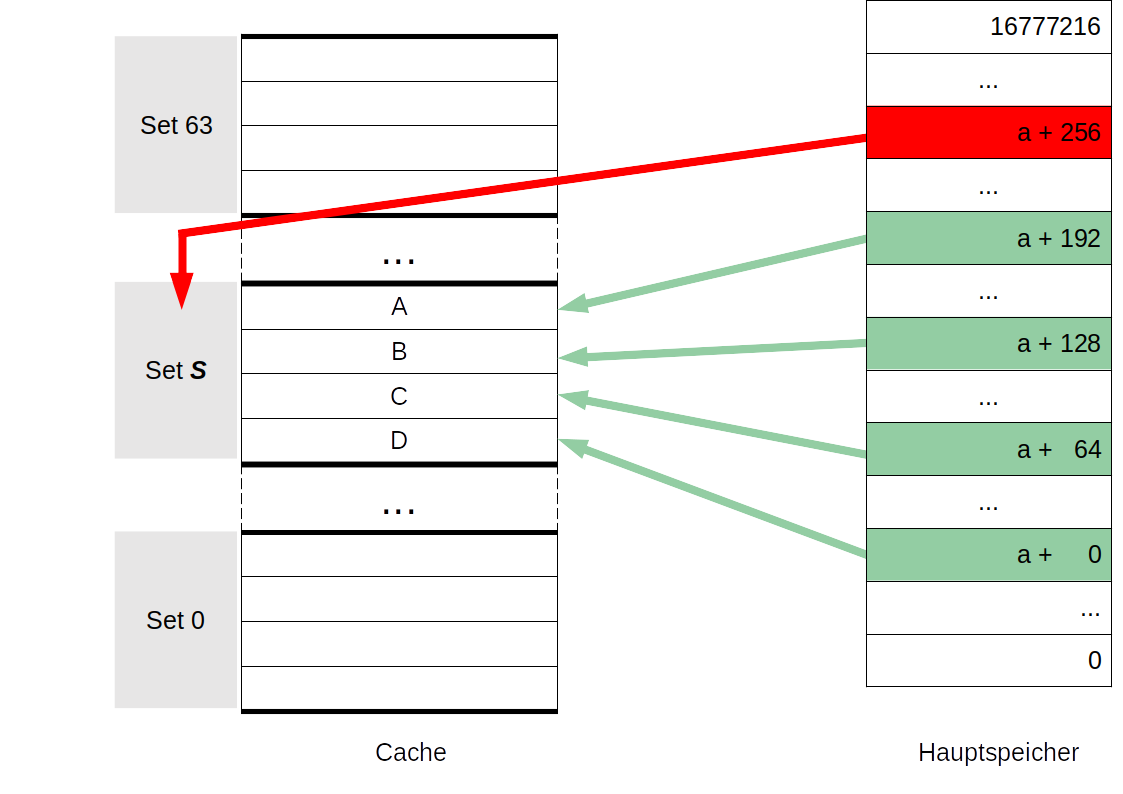 Set 63
...
Set S
A
B
C
D
...
Set 0
Cache
16777216
...
a + 256
...
a + 192
...
a + 128
...
a + 64
...
a + 0
...
0
Hauptspeicher